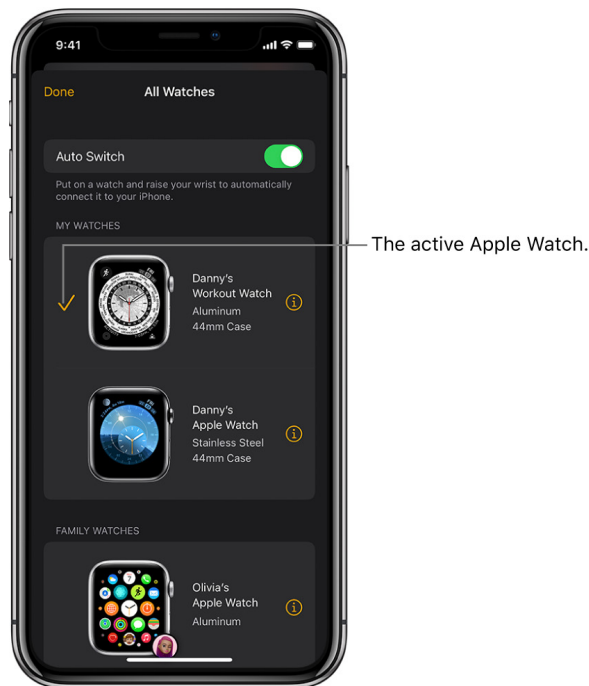 9:41
Done
All Watches
Auto Switch
Put on a watch and raise your wrist to automatically
connect it to your iPhone.
MY WATCHES
The active Apple Watch.
Danny's
Workout Watch
Aluminum
44mm Case
Danny's
Apple Watch
Stainless Steel
44mm Case
FAMILY WATCHES
Olivia's
Apple Watch
Aluminum